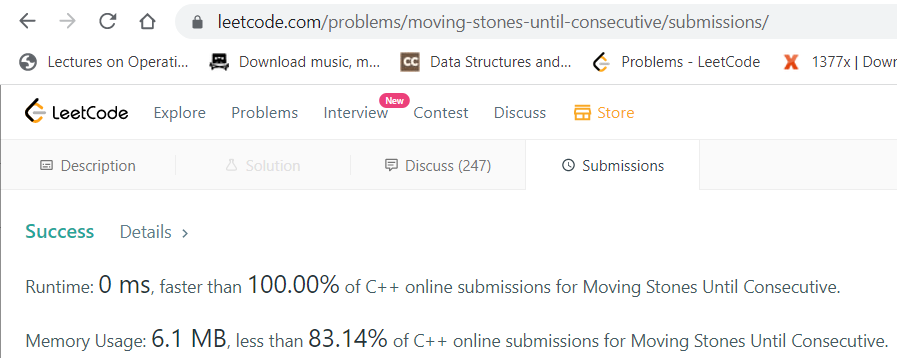 leetcode.com/problems/moving-stones-until-consecutive/submissions/
Lectures on Operati... Download music, m... CC Data Structures and... Problems - LeetCode X 1377x | Down
LeetCode Explore Problems Interview New Contest Discuss Store
Description Solution Discuss (247) Submissions
Success Details >
Runtime: 0 ms, faster than 100.00% of C++ online submissions for Moving Stones Until Consecutive.
Memory Usage: 6.1 MB, less than 83.14% of C++ online submissions for Moving Stones Until Consecutive.